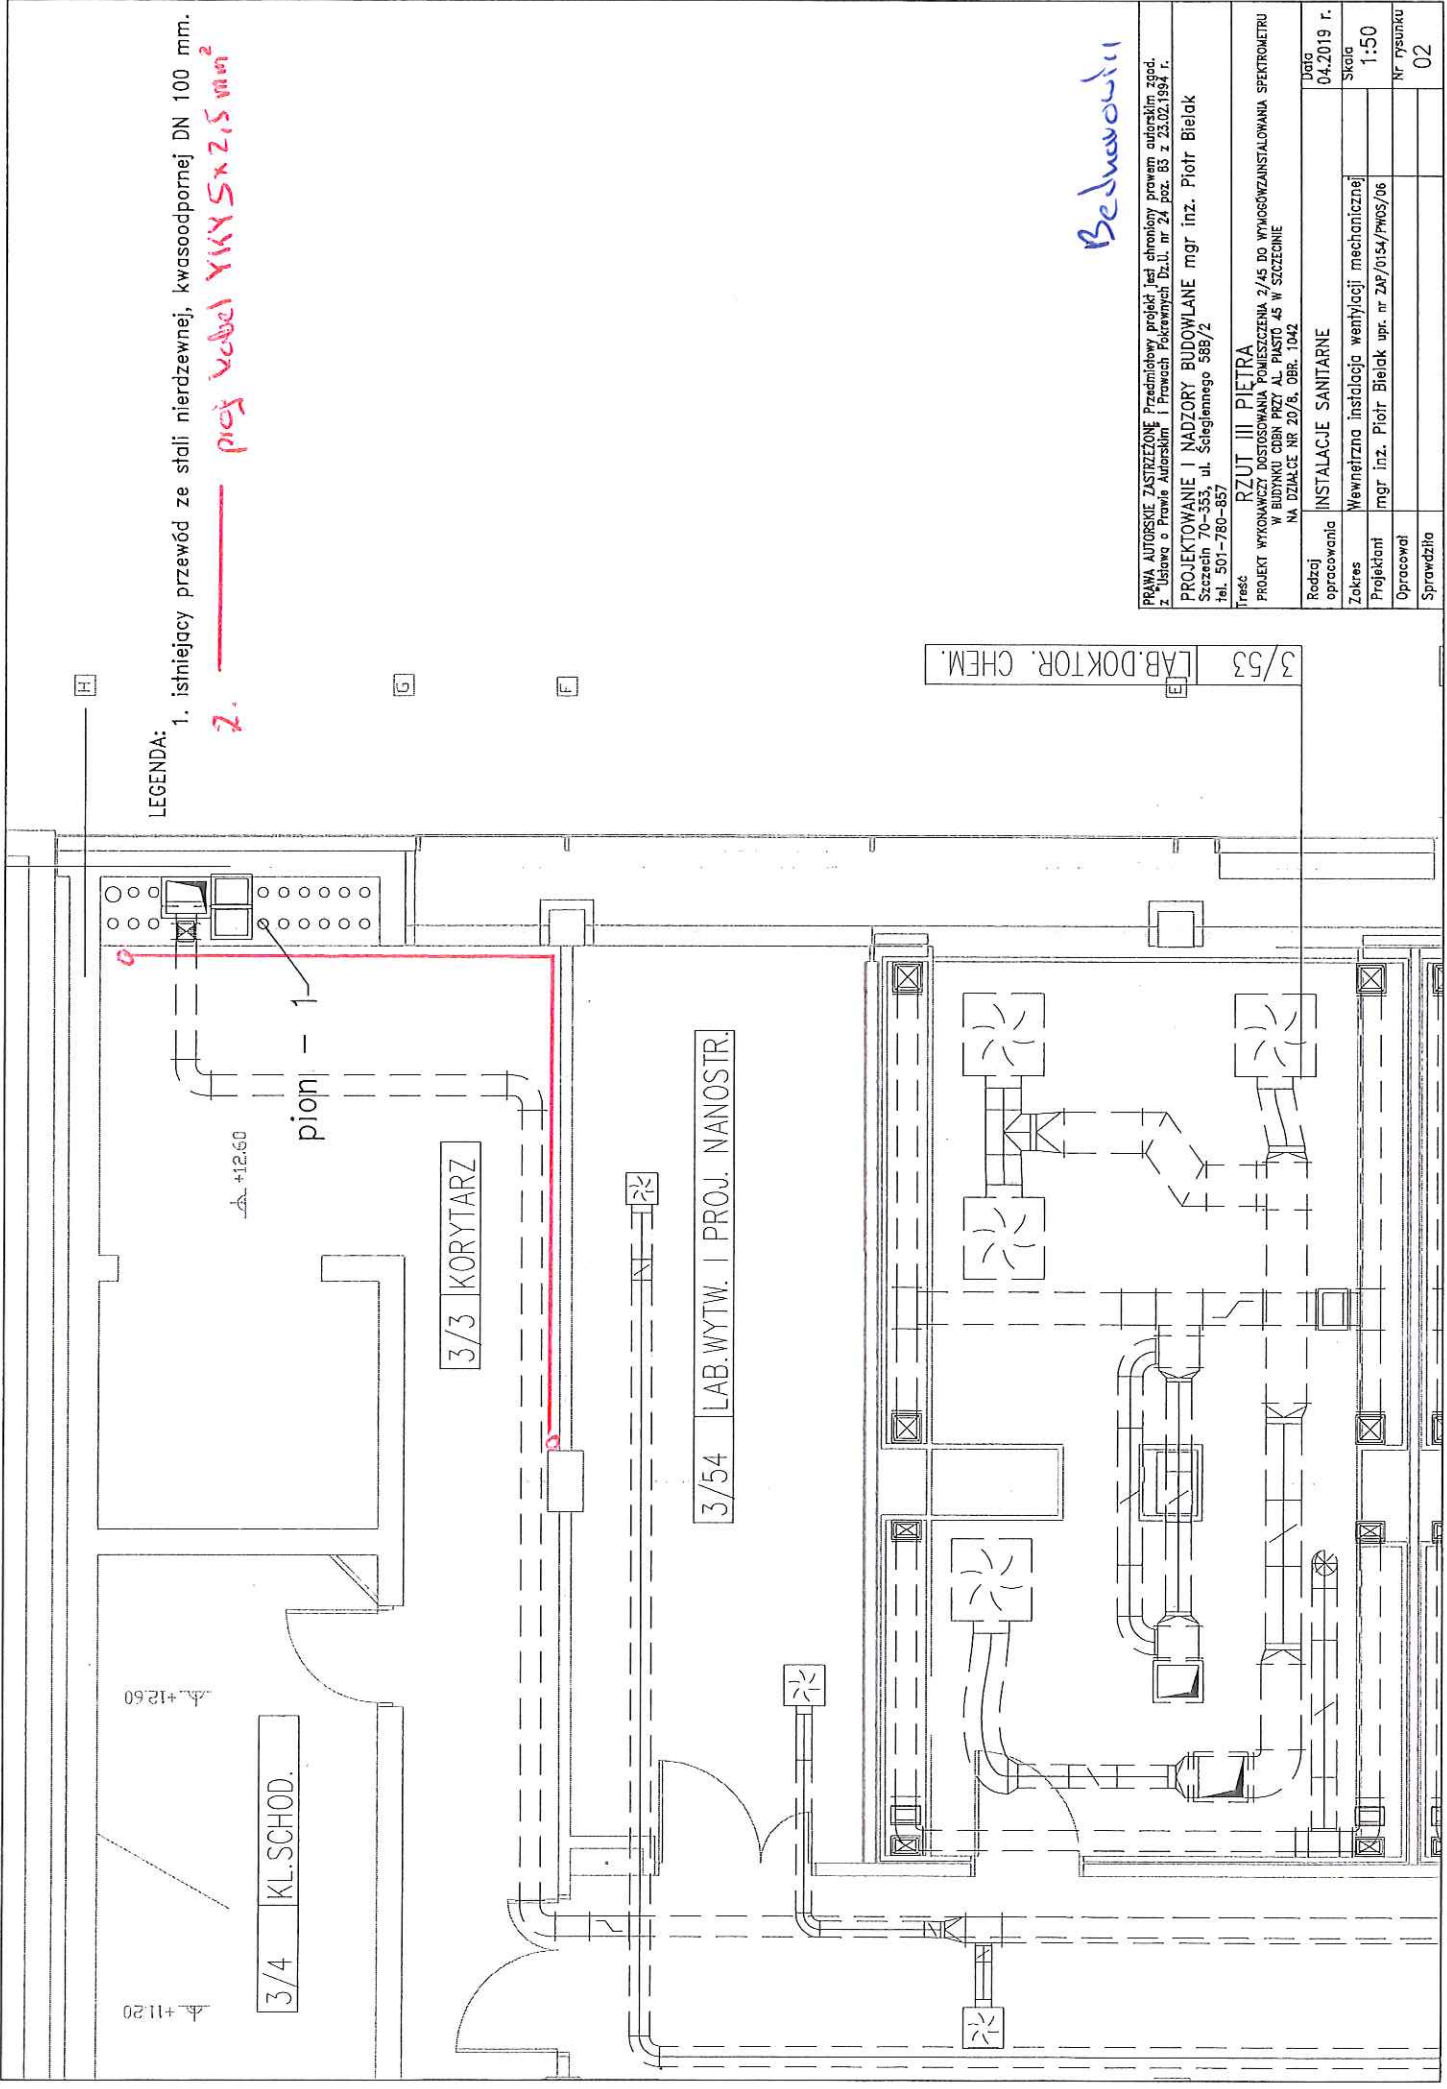 LEGENDA:
1. istniejący przewód ze stali nierdzewnej, kwasoodpornej DN 100 mm.
2. proj kabel YKY 5x2,5 mm²
H
G
F
E
pion - 1
+12.60
3/3 KORYTARZ
3/54 LAB.WYTW. I PROJ. NANOSTR.
3/4 KL.SCHOD.
+12.60
+11.20
3/53 LAB.DOKTOR. CHEM.
PRAWA AUTORSKIE ZASTRZEŻONE Przedmiotowy projekt jest chroniony prawem autorskim zgod.
z "Ustawą o Prawie Autorskim i Prawach Pokrewnych Dz.U. nr 24 poz. 83 z 23.02.1994 r.
PROJEKTOWANIE I NADZORY BUDOWLANE mgr inż. Piotr Bielak
Szczecin 70-353, ul. Ściegiennego 58B/2
tel. 501-780-857
Treść
RZUT III PIĘTRA
PROJEKT WYKONAWCZY DOSTOSOWANIA POMIESZCZENIA 2/45 DO WYMOGÓWZAINSTALOWANIA SPEKTROMETRU
W BUDYNKU CDBN PRZY AL. PIASTÓ 45 W SZCZECINIE
NA DZIAŁCE NR 20/8, OBR. 1042
Rodzaj opracowania INSTALACJE SANITARNE
Data 04.2019 r.
Zakres Wewnętrzna instalacja wentylacji mechanicznej
Skala 1:50
Projektant mgr inż. Piotr Bielak upr. nr ZAP/0154/PWOS/06
Opracował
Nr rysunku 02
Sprawdziła